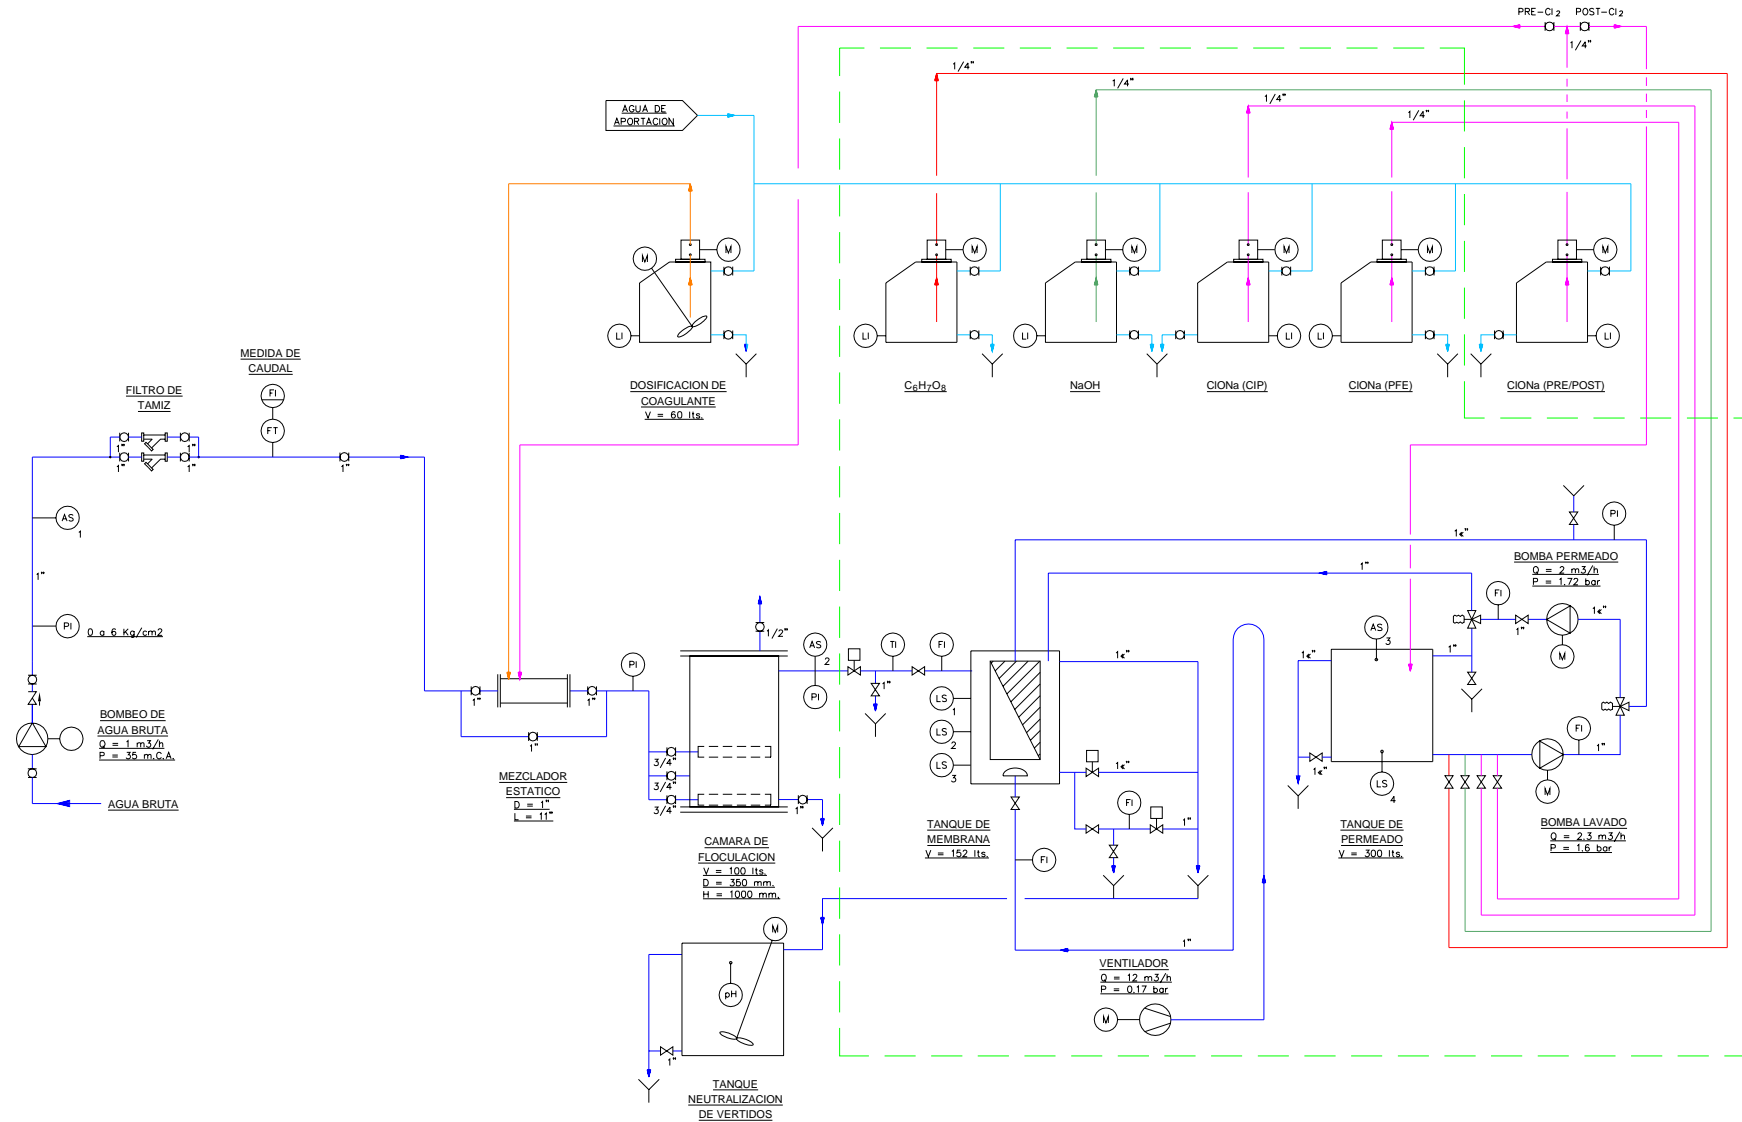 PRE-Cl2
POST-Cl2
1/4"
1/4"
1/4"
1/4"
1/4"
AGUA DE
APORTACION
M
M
M
M
M
M
M
LI
LI
LI
LI
LI
DOSIFICACION DE
COAGULANTE
V = 60 lts.
C6H7O8
NaOH
ClONa (CIP)
ClONa (PFE)
ClONa (PRE/POST)
MEDIDA DE
CAUDAL
FI
FT
FILTRO DE
TAMIZ
1"
1"
1"
1"
1"
AS
1
1"
PI
0 a 6 Kg/cm2
BOMBEO DE
AGUA BRUTA
Q = 1 m3/h
P = 35 m.C.A.
AGUA BRUTA
1"
1"
1"
MEZCLADOR
ESTATICO
D = 1"
L = 11"
PI
3/4"
3/4"
3/4"
1/2"
1"
CAMARA DE
FLOCULACION
V = 100 lts.
D = 350 mm.
H = 1000 mm.
AS
2
PI
TI
1"
FI
LS
1
LS
2
LS
3
TANQUE DE
MEMBRANA
V = 152 lts.
FI
1¢"
1¢"
FI
1"
1¢"
1"
PI
BOMBA PERMEADO
Q = 2 m3/h
P = 1,72 bar
FI
1¢"
1"
M
AS
3
1¢"
1"
1¢"
LS
4
TANQUE DE
PERMEADO
V = 300 lts.
FI
1"
M
BOMBA LAVADO
Q = 2.3 m3/h
P = 1,6 bar
1"
VENTILADOR
Q = 12 m3/h
P = 0,17 bar
M
M
pH
1"
TANQUE
NEUTRALIZACION
DE VERTIDOS